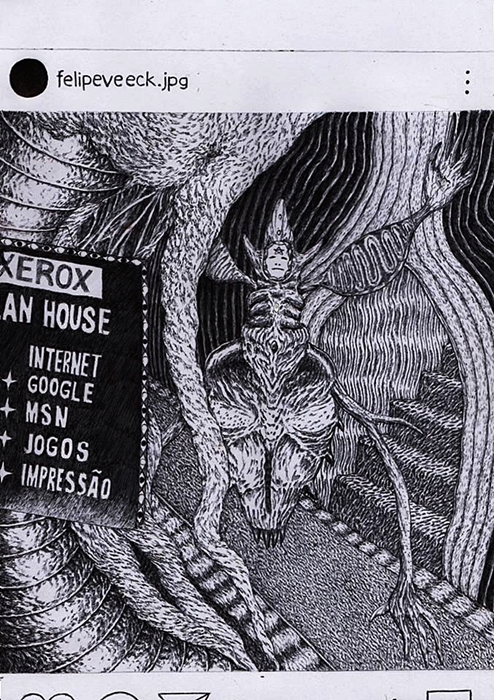 felipeveeck.jpg
XEROX
AN HOUSE
INTERNET
GOOGLE
MSN
JOGOS
IMPRESSÃO